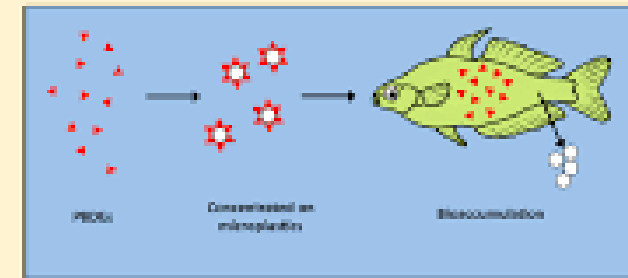 PBDEs
Concentrated on
microplastics
Bioaccumulation